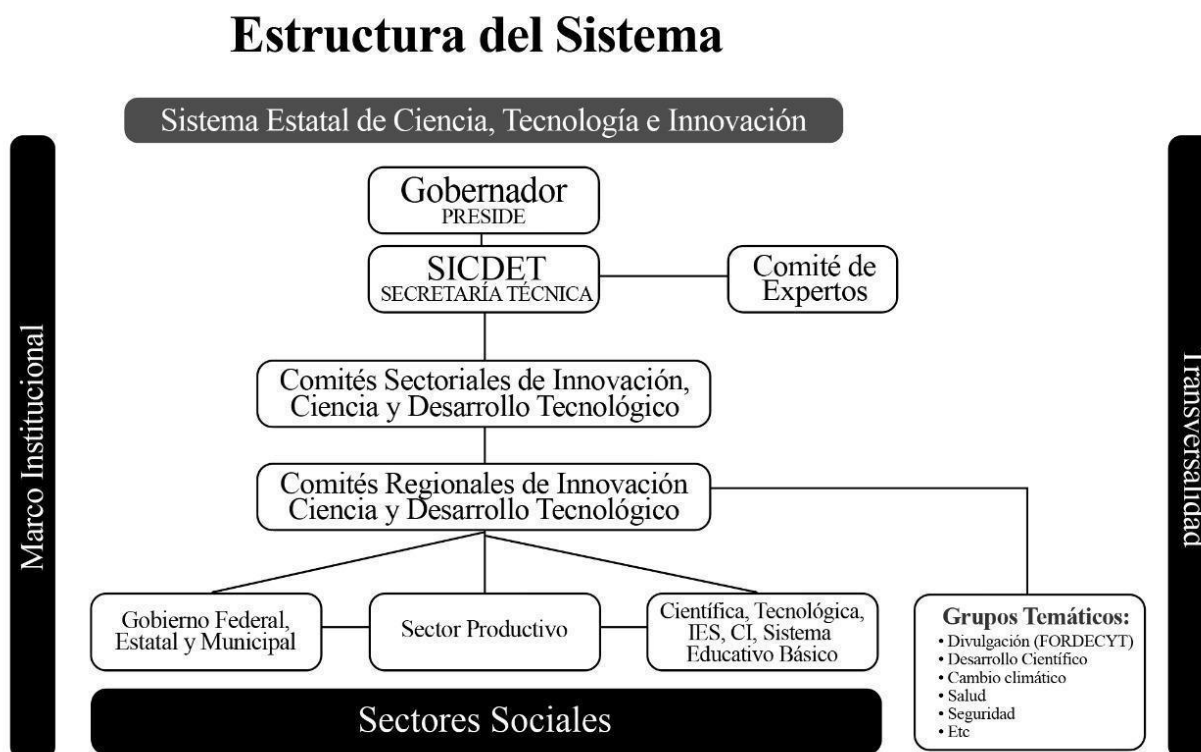 Estructura del Sistema
Sistema Estatal de Ciencia, Tecnología e Innovación
Marco Institucional
Gobernador
PRESIDE
SICDET
SECRETARÍA TÉCNICA
Comité de
Expertos
Comités Sectoriales de Innovación,
Ciencia y Desarrollo Tecnológico
Comités Regionales de Innovación
Ciencia y Desarrollo Tecnológico
Gobierno Federal,
Estatal y Municipal
Sector Productivo
Científica, Tecnológica,
IES, CI, Sistema
Educativo Básico
Grupos Temáticos:
• Divulgación (FORDECYT)
• Desarrollo Científico
• Cambio climático
• Salud
• Seguridad
• Etc
Sectores Sociales
Transversalidad